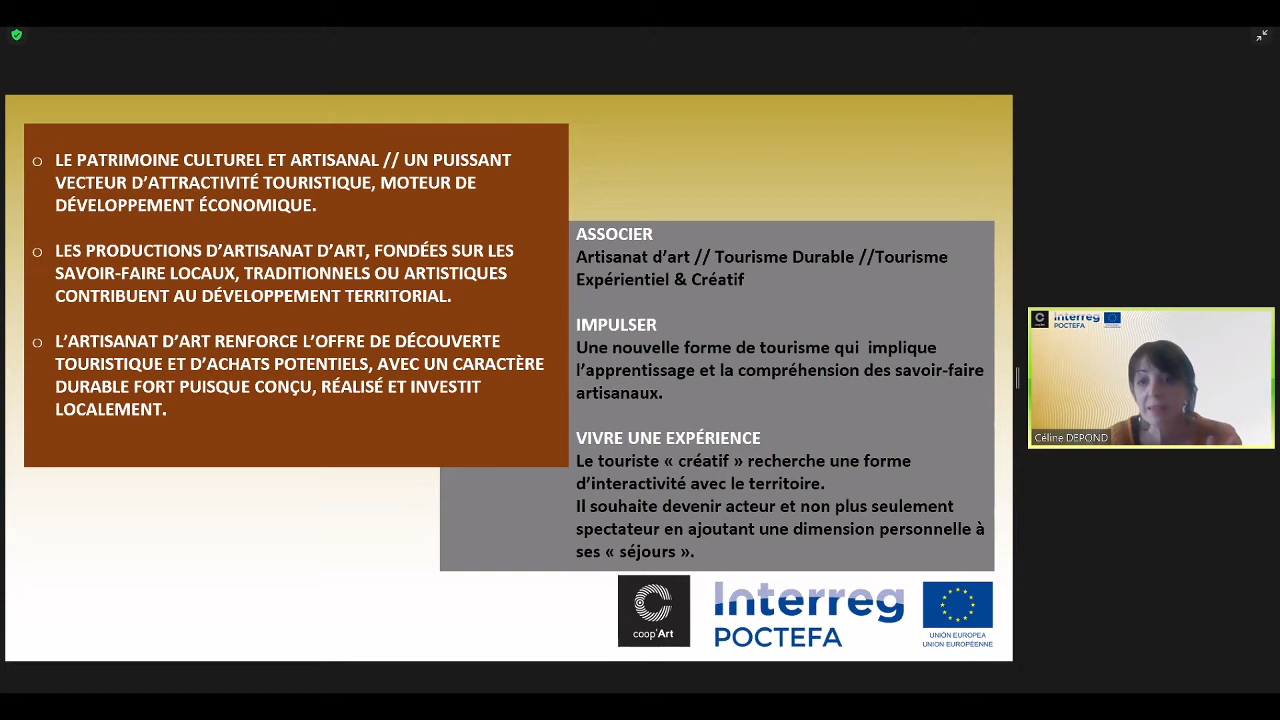 o LE PATRIMOINE CULTUREL ET ARTISANAL // UN PUISSANT
VECTEUR D’ATTRACTIVITÉ TOURISTIQUE, MOTEUR DE
DÉVELOPPEMENT ÉCONOMIQUE.
o LES PRODUCTIONS D’ARTISANAT D’ART, FONDÉES SUR LES
SAVOIR-FAIRE LOCAUX, TRADITIONNELS OU ARTISTIQUES
CONTRIBUENT AU DÉVELOPPEMENT TERRITORIAL.
o L’ARTISANAT D’ART RENFORCE L’OFFRE DE DÉCOUVERTE
TOURISTIQUE ET D’ACHATS POTENTIELS, AVEC UN CARACTÈRE
DURABLE FORT PUISQUE CONÇU, RÉALISÉ ET INVESTIT
LOCALEMENT.
ASSOCIER
Artisanat d’art // Tourisme Durable //Tourisme
Expérientiel & Créatif
IMPULSER
Une nouvelle forme de tourisme qui implique
l’apprentissage et la compréhension des savoir-faire
artisanaux.
VIVRE UNE EXPÉRIENCE
Le touriste « créatif » recherche une forme
d’interactivité avec le territoire.
Il souhaite devenir acteur et non plus seulement
spectateur en ajoutant une dimension personnelle à
ses « séjours ».
coop’Art
Interreg
POCTEFA
UNIÓN EUROPEA
UNION EUROPÉENNE
Interreg
POCTEFA
Céline DEPOND